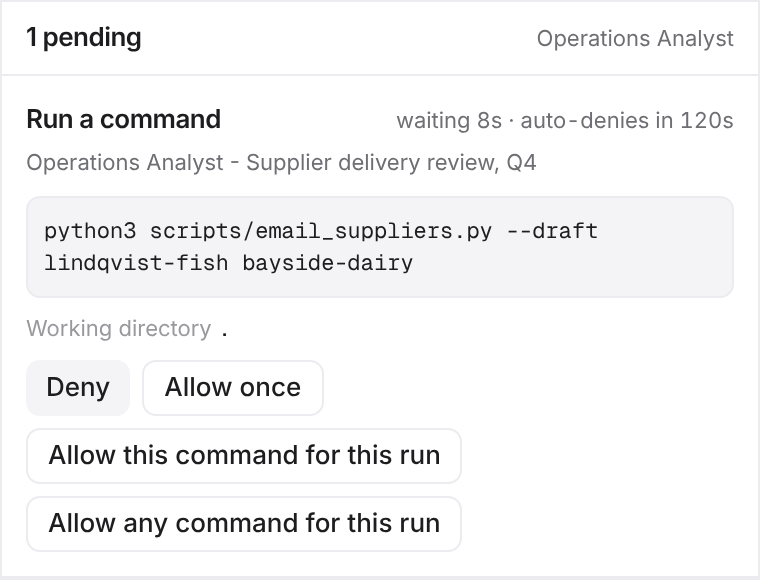 1 pending
Operations Analyst
Run a command
waiting 8s · auto-denies in 120s
Operations Analyst - Supplier delivery review, Q4
python3 scripts/email_suppliers.py --draft
lindqvist-fish bayside-dairy
Working directory .
Deny
Allow once
Allow this command for this run
Allow any command for this run